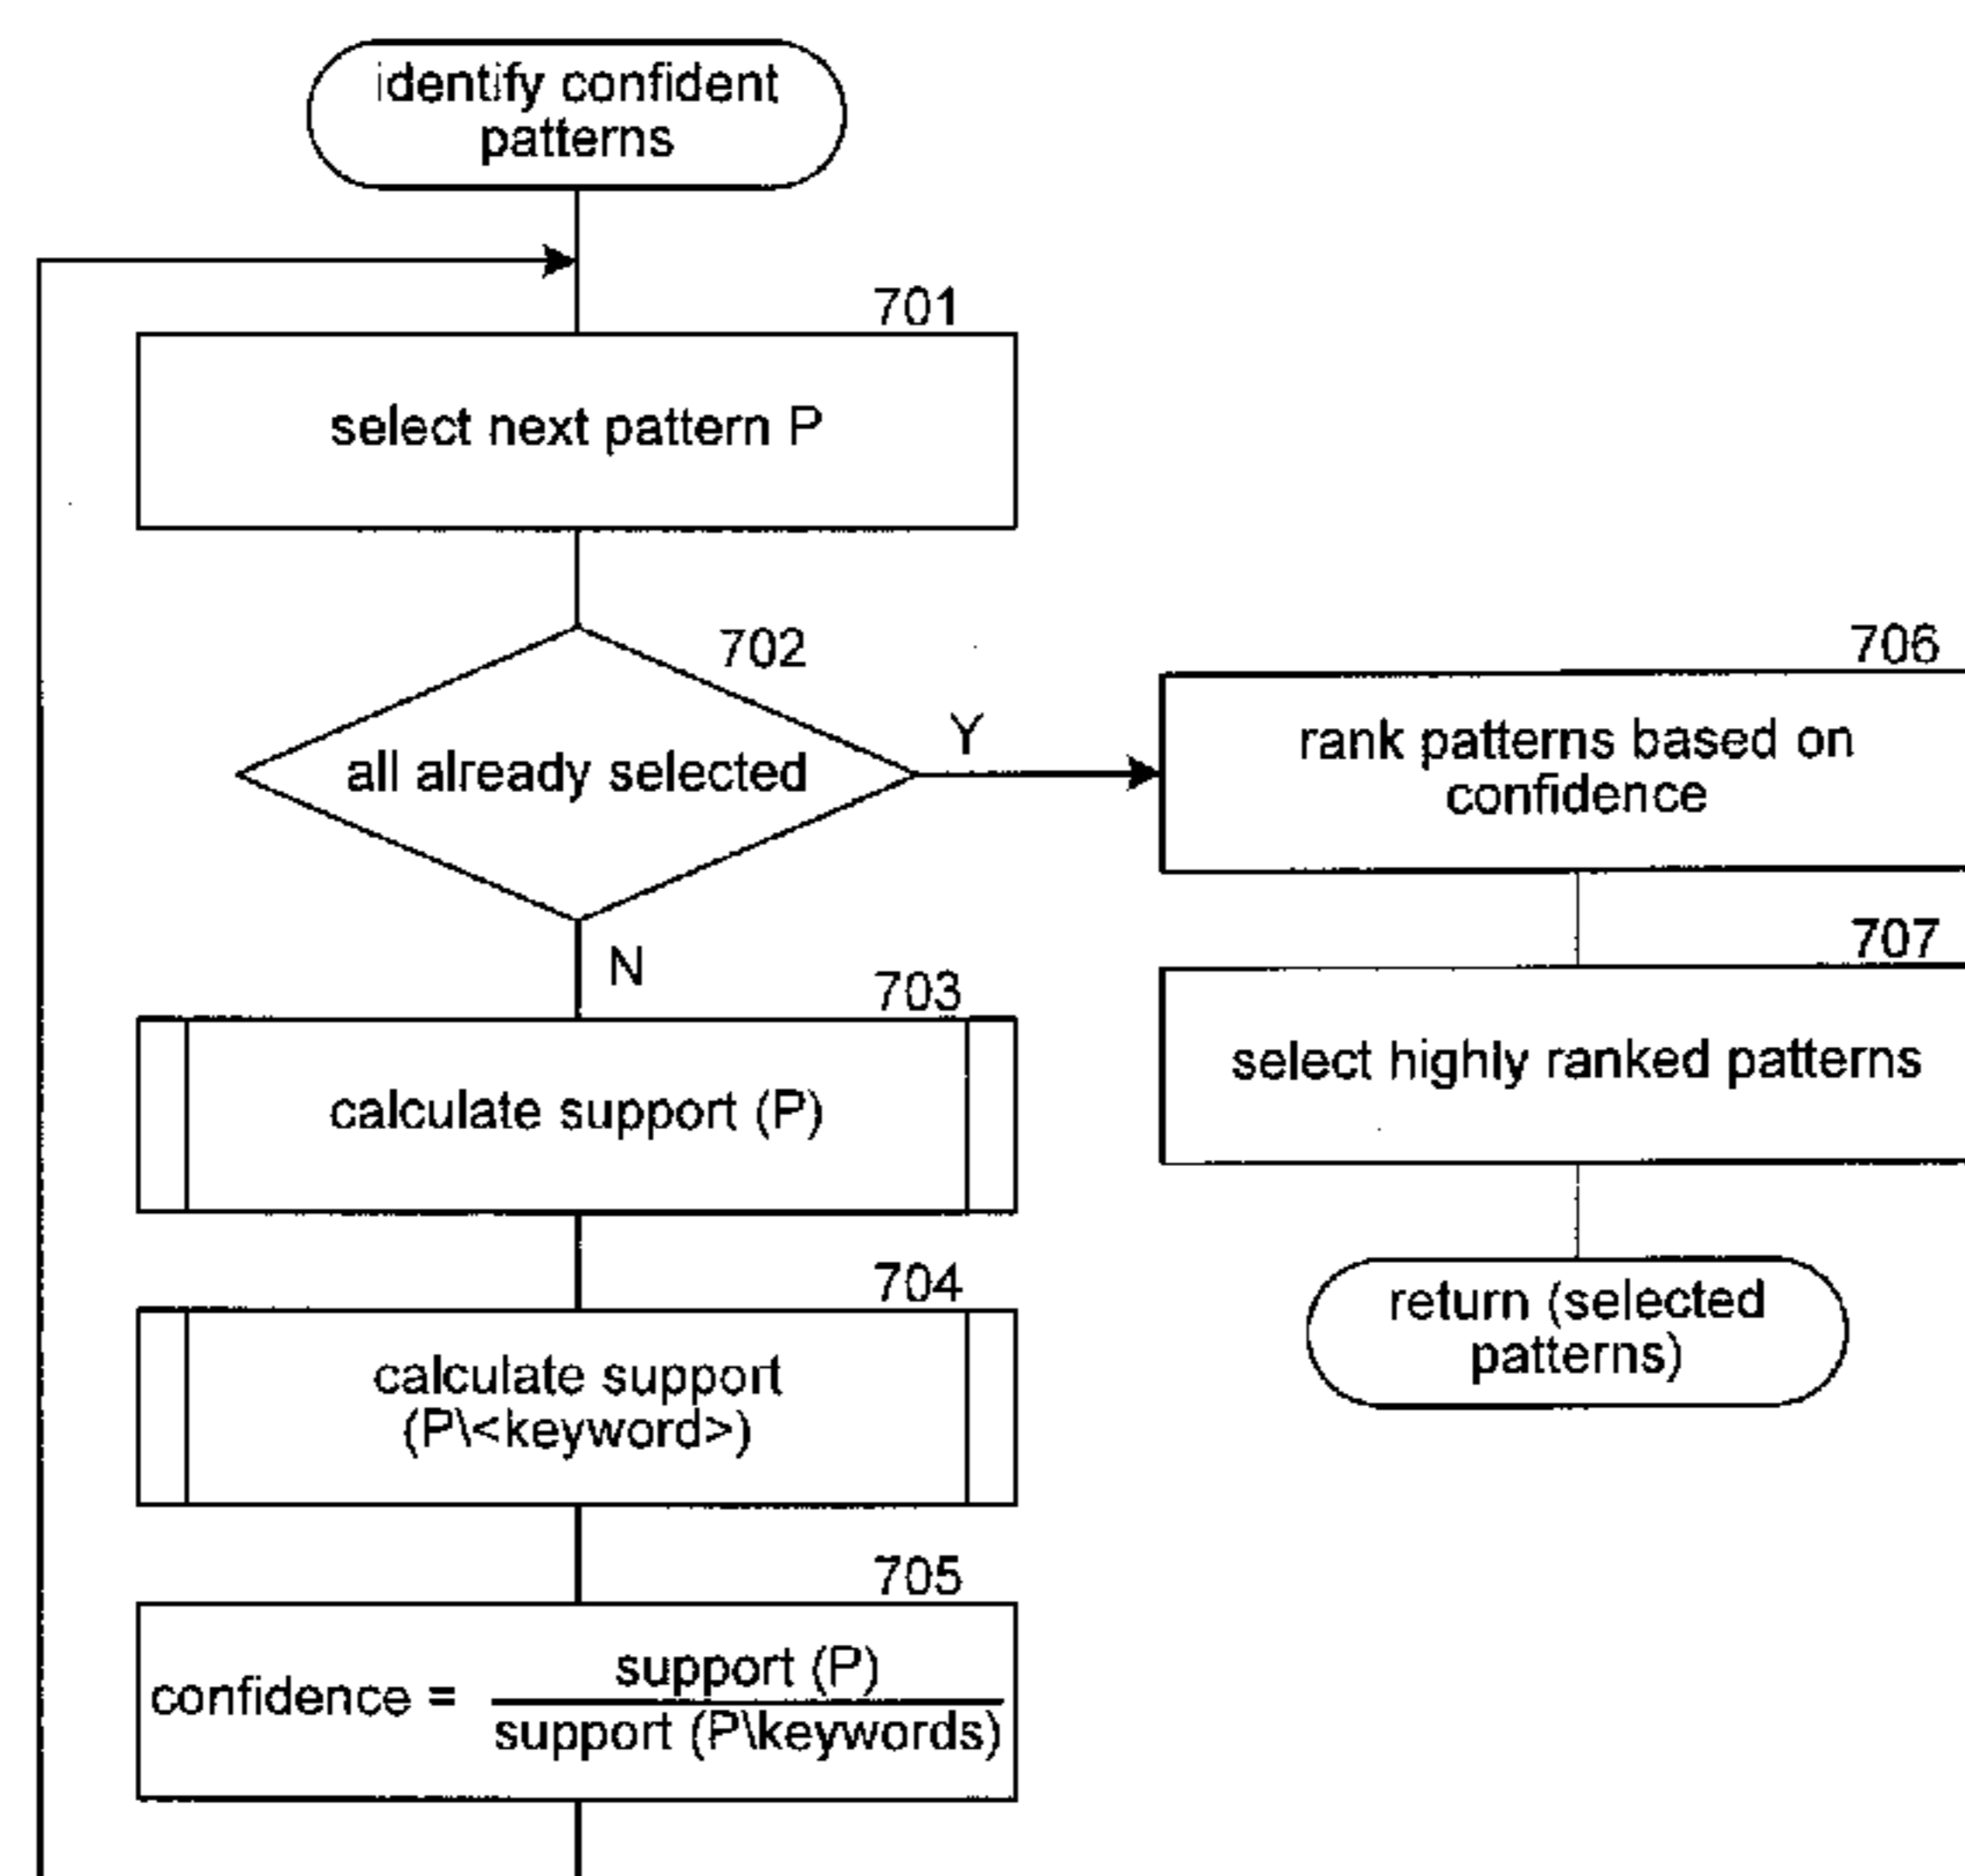 identify confident
patterns
701
select next pattern P
702
all already selected
Y
N
703
calculate support (P)
704
calculate support
(P\<keyword>)
705
confidence = support (P)
support (P\keywords)
706
rank patterns based on
confidence
707
select highly ranked patterns
return (selected
patterns)